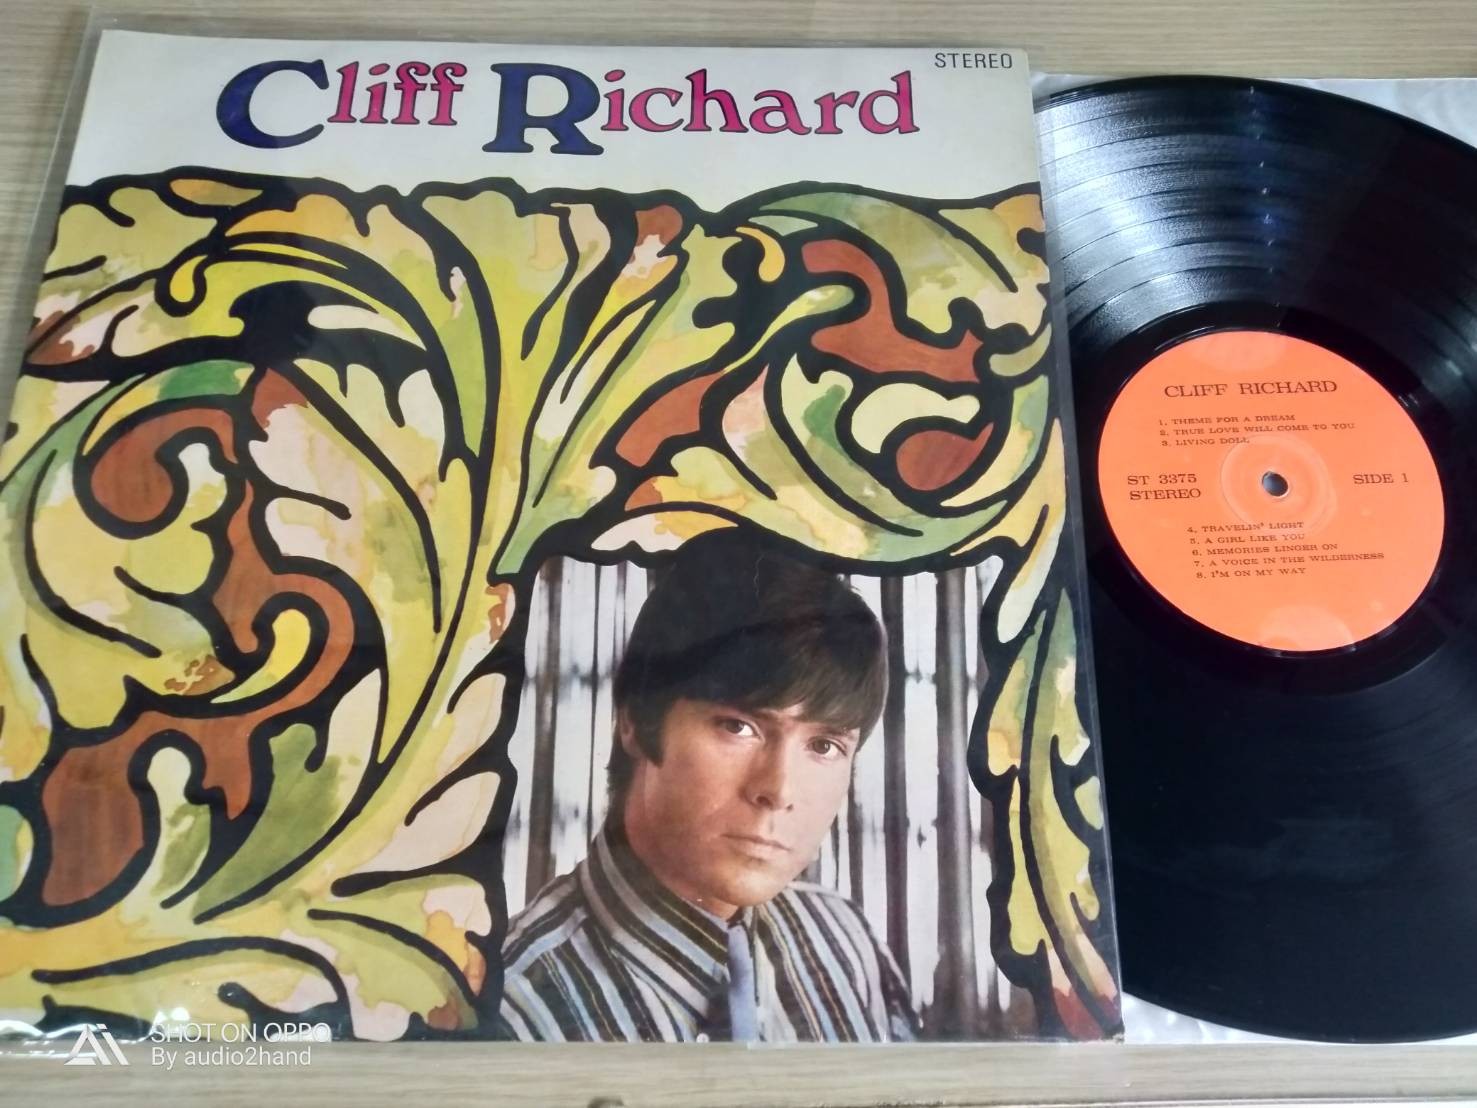 STEREO
Cliff Richard
CLIFF RICHARD
1. THEME FOR A DREAM
2. TRUE LOVE WILL COME TO YOU
3. LIVING DOLL
ST 3375
STEREO
SIDE 1
4. TRAVELIN' LIGHT
5. A GIRL LIKE YOU
6. MEMORIES LINGER ON
7. A VOICE IN THE WILDERNESS
8. I'M ON MY WAY
SHOT ON OPPO
By audio2hand